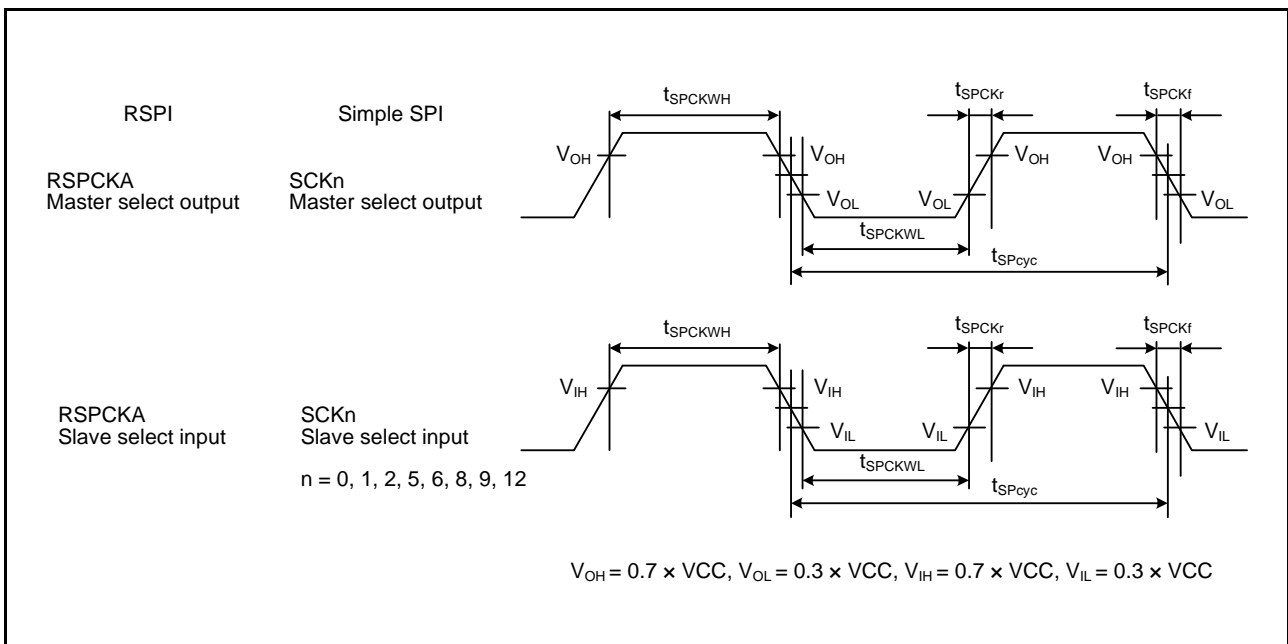 RSPI
Simple SPI
tSPCKWH
tSPCKr
tSPCKf
VOH
VOH
VOH
VOH
RSPCKA
Master select output
SCKn
Master select output
VOL
VOL
VOL
tSPCKWL
tSPcyc
tSPCKWH
tSPCKr
tSPCKf
VIH
VIH
VIH
VIH
RSPCKA
Slave select input
SCKn
Slave select input
VIL
VIL
VIL
n = 0, 1, 2, 5, 6, 8, 9, 12
tSPCKWL
tSPcyc
VOH = 0.7 × VCC, VOL = 0.3 × VCC, VIH = 0.7 × VCC, VIL = 0.3 × VCC